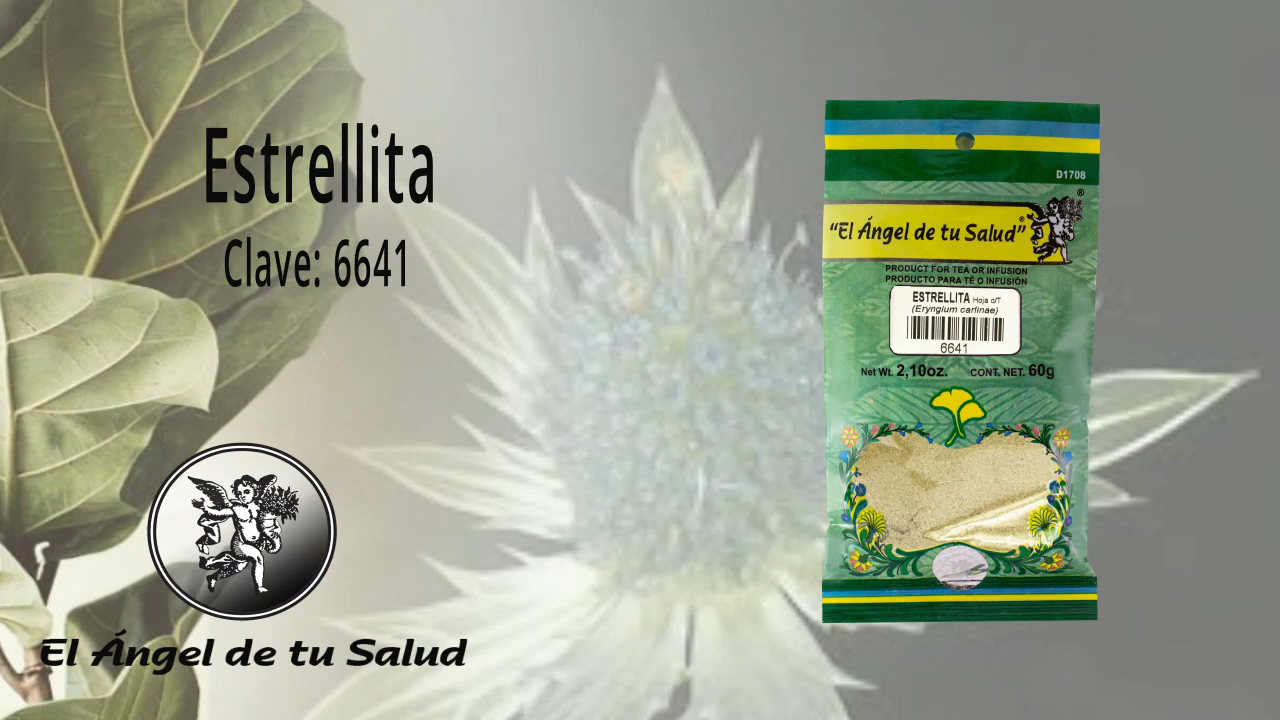 Estrellita
Clave: 6641
El Ángel de tu Salud
D1708
®
“El Ángel de tu Salud”®
PRODUCT FOR TEA OR INFUSION
PRODUCTO PARA TÉ O INFUSIÓN
ESTRELLITA Hoja c/T
(Eryngium carlinae)
6641
Net Wt. 2,10oz. CONT. NET. 60g